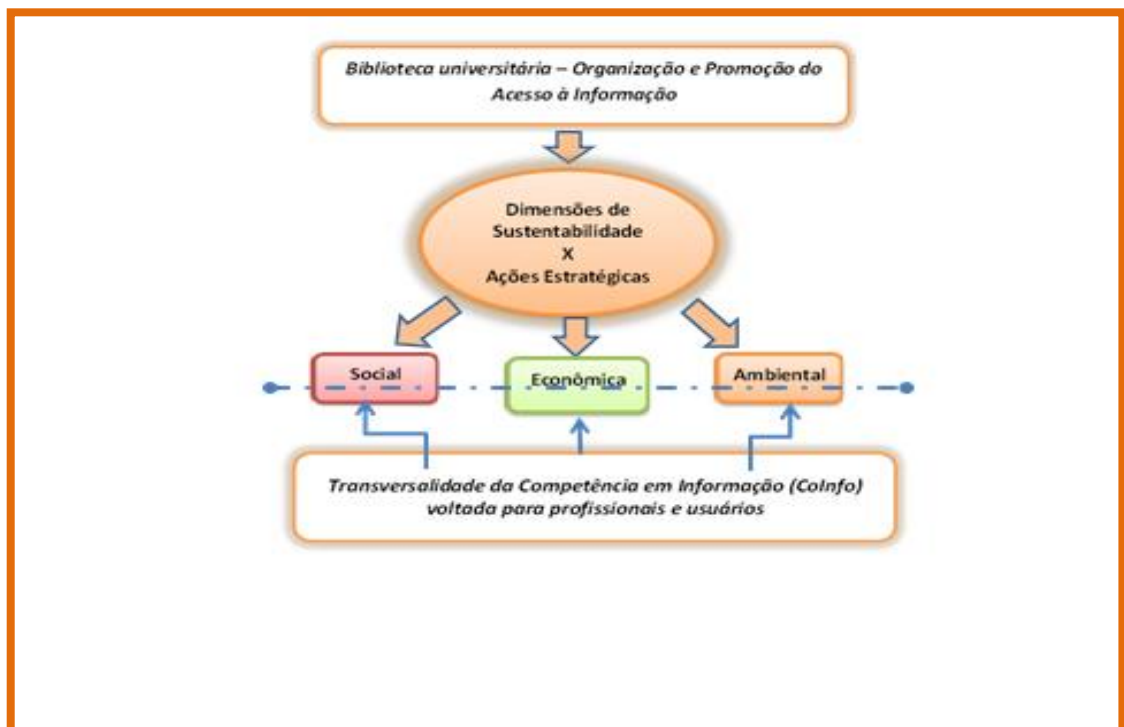 Biblioteca universitária – Organização e Promoção do
Acesso à Informação
Dimensões de
Sustentabilidade
X
Ações Estratégicas
Social
Econômica
Ambiental
Transversalidade da Competência em Informação (CoInfo)
voltada para profissionais e usuários